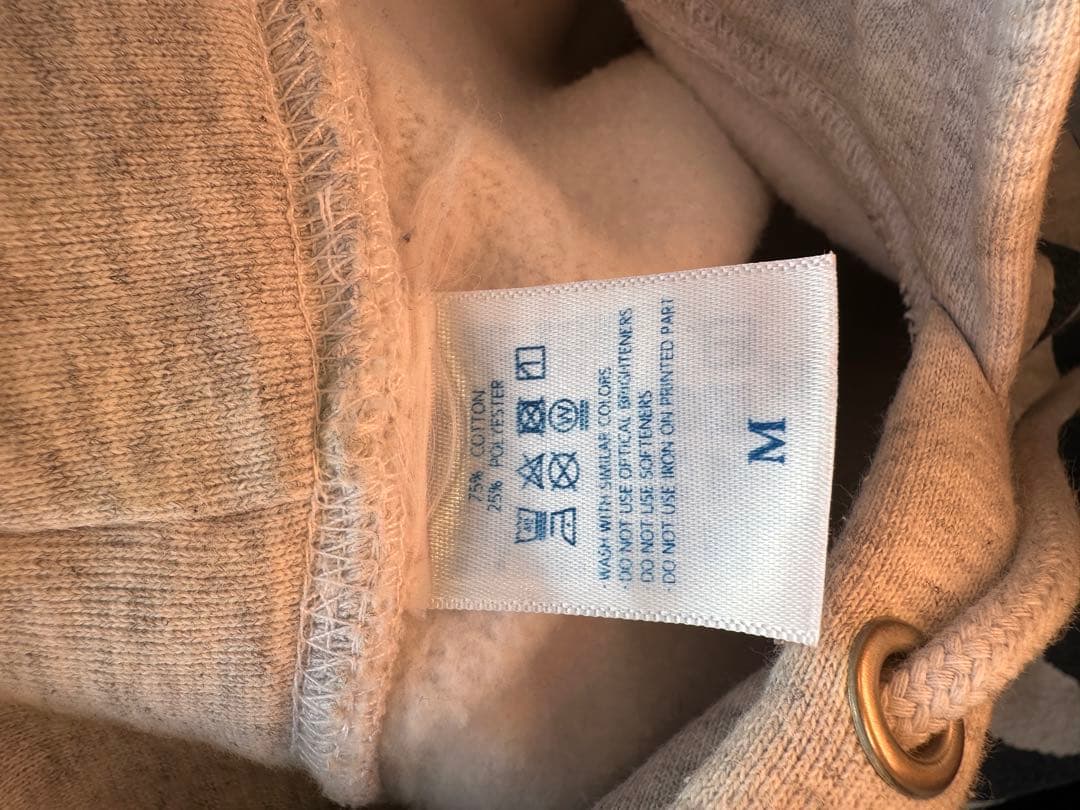 75% COTTON
25% POLYESTER
WASH WITH SIMILAR COLORS
DO NOT USE OPTICAL BRIGHTENERS
DO NOT USE SOFTENERS
DO NOT USE IRON ON PRINTED PART
M